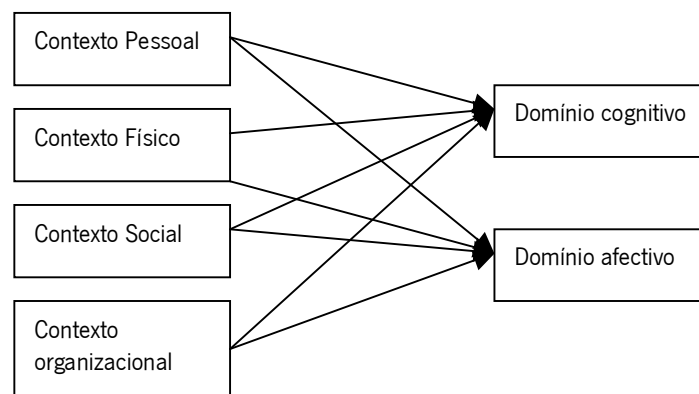 Contexto Pessoal
Domínio cognitivo
Contexto Físico
Contexto Social
Domínio afectivo
Contexto
organizacional